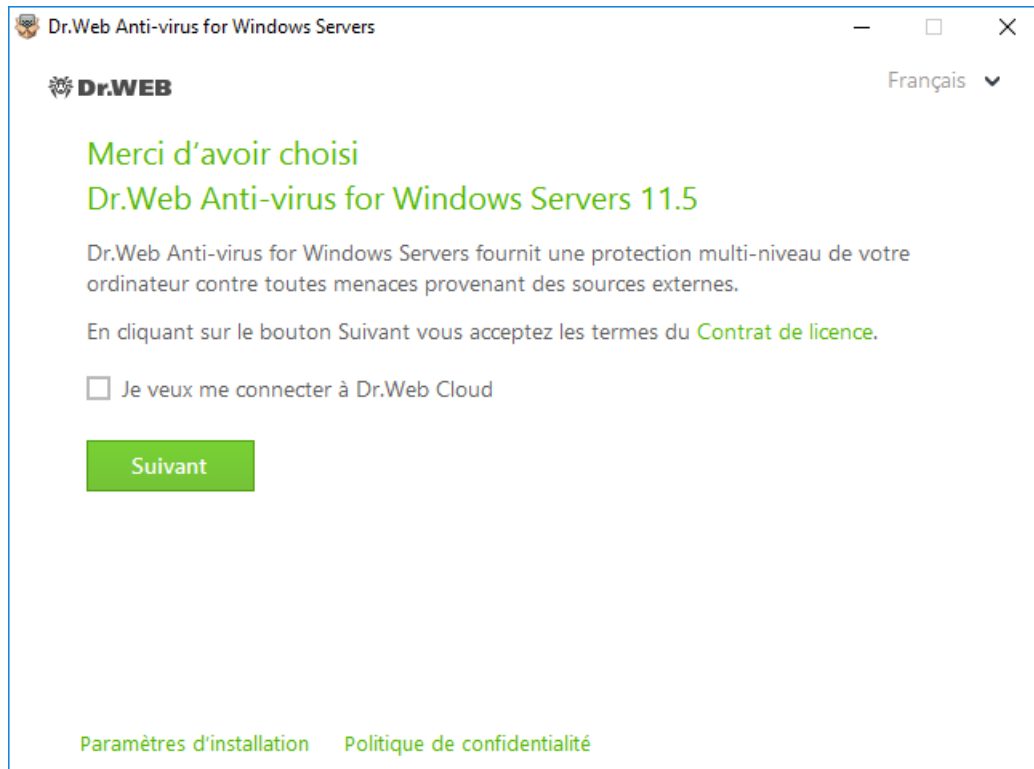 Dr.Web Anti-virus for Windows Servers
Dr.WEB
Français
Merci d’avoir choisi
Dr.Web Anti-virus for Windows Servers 11.5
Dr.Web Anti-virus for Windows Servers fournit une protection multi-niveau de votre
ordinateur contre toutes menaces provenant des sources externes.
En cliquant sur le bouton Suivant vous acceptez les termes du Contrat de licence.
Je veux me connecter à Dr.Web Cloud
Suivant
Paramètres d'installation Politique de confidentialité